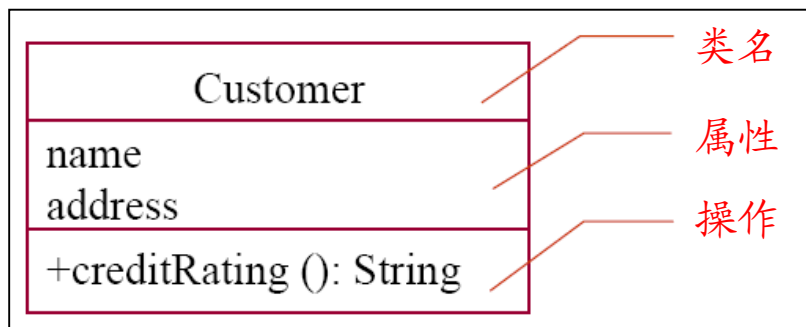 Customer
类名
name
address
属性
+creditRating (): String
操作